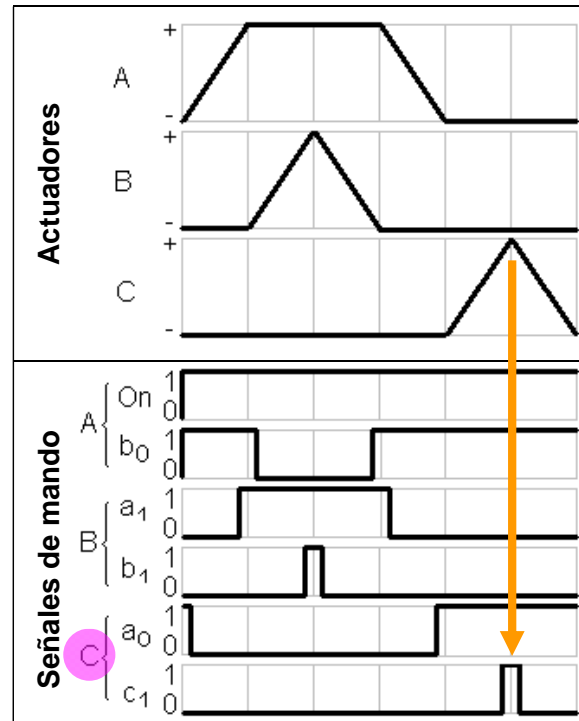 Actuadores
+
A
-
+
B
-
+
C
-
Señales de mando
A
On 1
0
b0 1
0
B
a1 1
0
b1 1
0
C
a0 1
0
c1 1
0